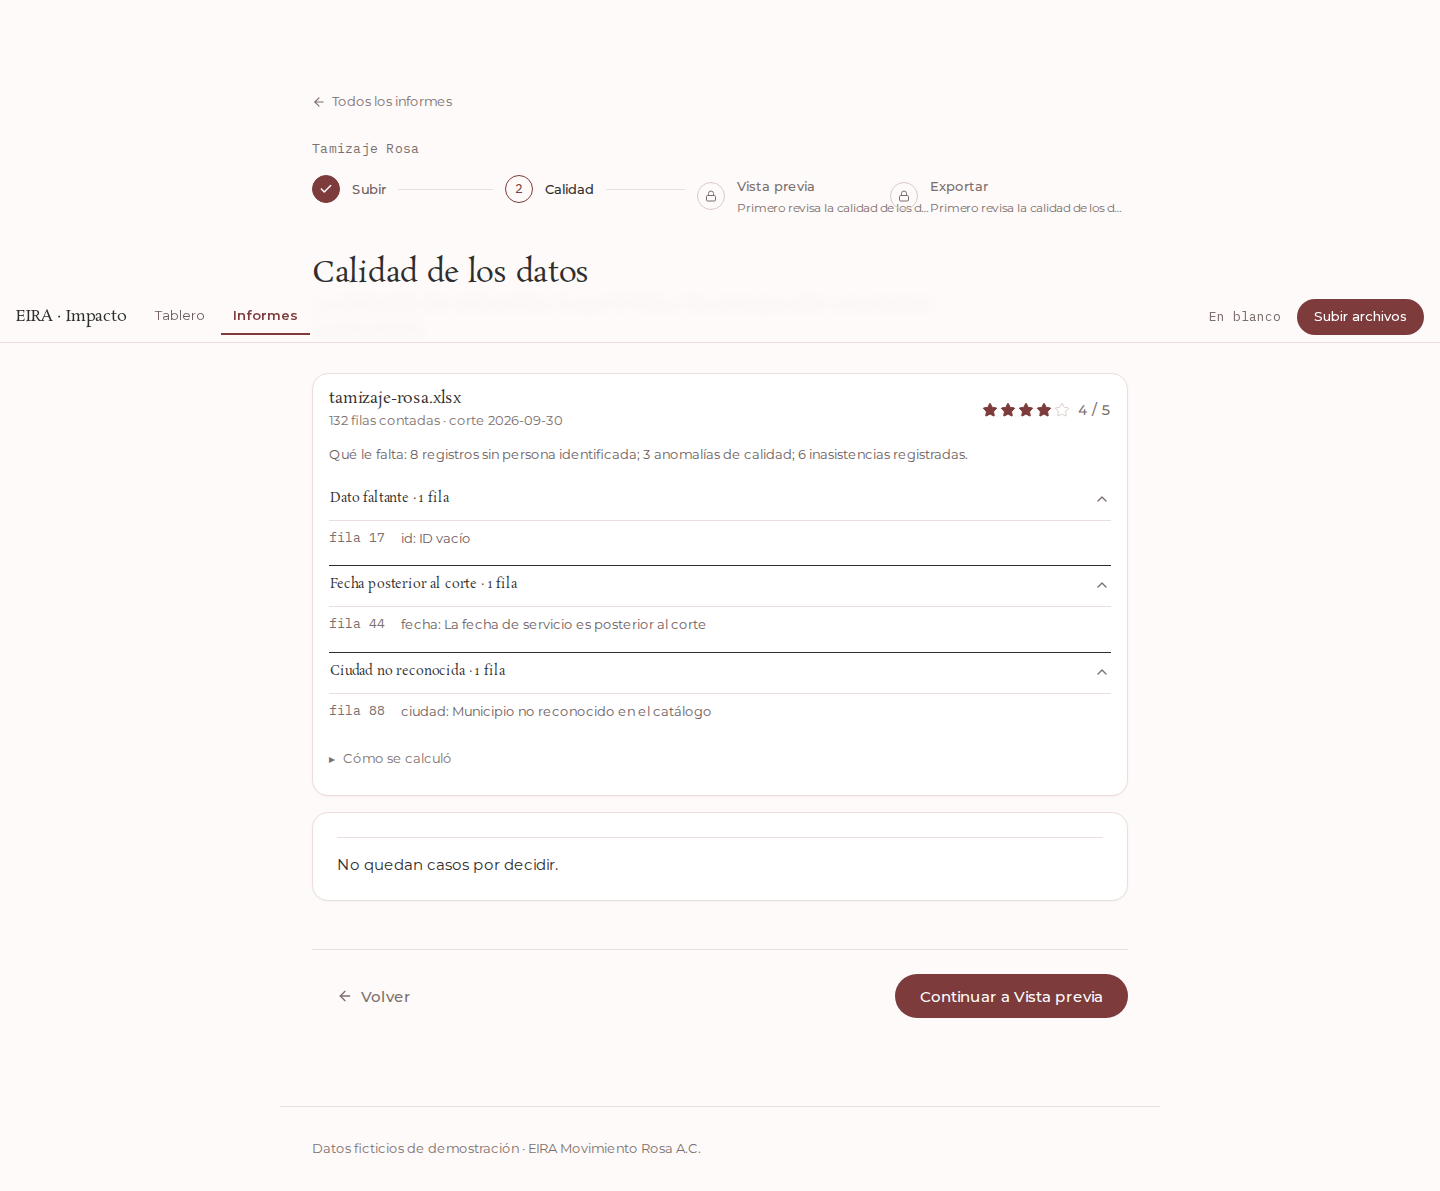 Todos los informes
Tamizaje Rosa
Subir
2 Calidad
Vista previa
Primero revisa la calidad de los d...
Exportar
Primero revisa la calidad de los d...
Calidad de los datos
EIRA · Impacto Tablero Informes En blanco Subir archivos
tamizaje-rosa.xlsx
132 filas contadas · corte 2026-09-30
4 / 5
Qué le falta: 8 registros sin persona identificada; 3 anomalías de calidad; 6 inasistencias registradas.
Dato faltante · 1 fila
fila 17 id: ID vacío
Fecha posterior al corte · 1 fila
fila 44 fecha: La fecha de servicio es posterior al corte
Ciudad no reconocida · 1 fila
fila 88 ciudad: Municipio no reconocido en el catálogo
Cómo se calculó
No quedan casos por decidir.
Volver
Continuar a Vista previa
Datos ficticios de demostración · EIRA Movimiento Rosa A.C.